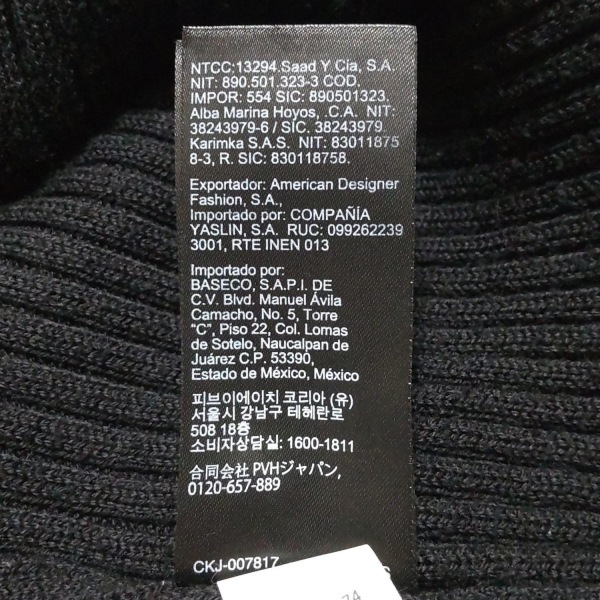 NTCC:13294.Saad Y Cia, S.A.
NIT: 890.501.323-3 COD.
IMPOR: 554 SIC: 890501323,
Alba Marina Hoyos, .C.A. NIT:
38243979-6 / SIC. 38243979
Karimka S.A.S. NIT: 83011875
8-3, R. SIC: 830118758.
Exportador: American Designer
Fashion, S.A.,
Importado por: COMPAÑÍA
YASLIN, S.A. RUC: 099262239
3001, RTE INEN 013
Importado por:
BASECO, S.A.P.I. DE
C.V. Blvd. Manuel Ávila
Camacho, No. 5, Torre
"C", Piso 22, Col. Lomas
de Sotelo, Naucalpan de
Juárez C.P. 53390,
Estado de México, México
피브이에이치 코리아 (유)
서울시 강남구 테헤란로
508 18층
소비자상담실: 1600-1811
合同会社 PVHジャパン,
0120-657-889
CKJ-007817
74